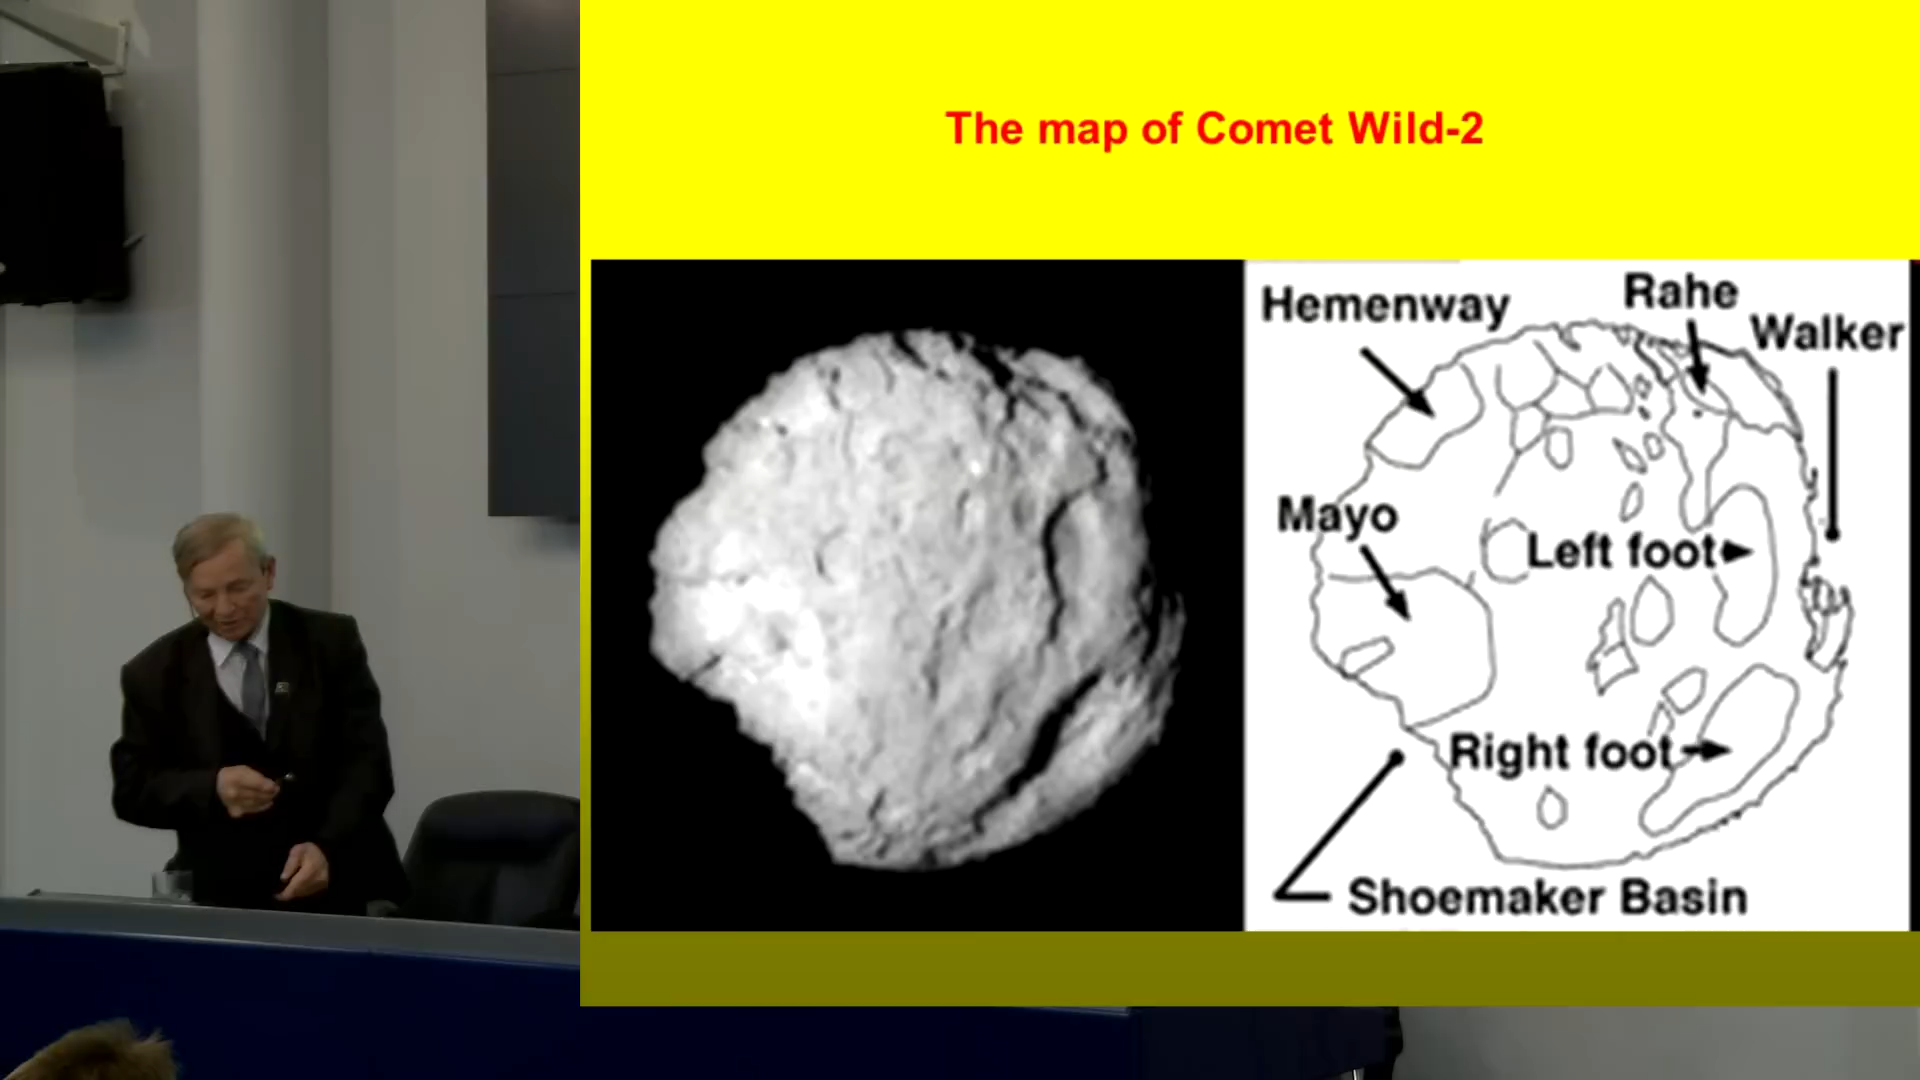 The map of Comet Wild-2
Hemenway
Rahe
Walker
Mayo
Left foot
Right foot
Shoemaker Basin